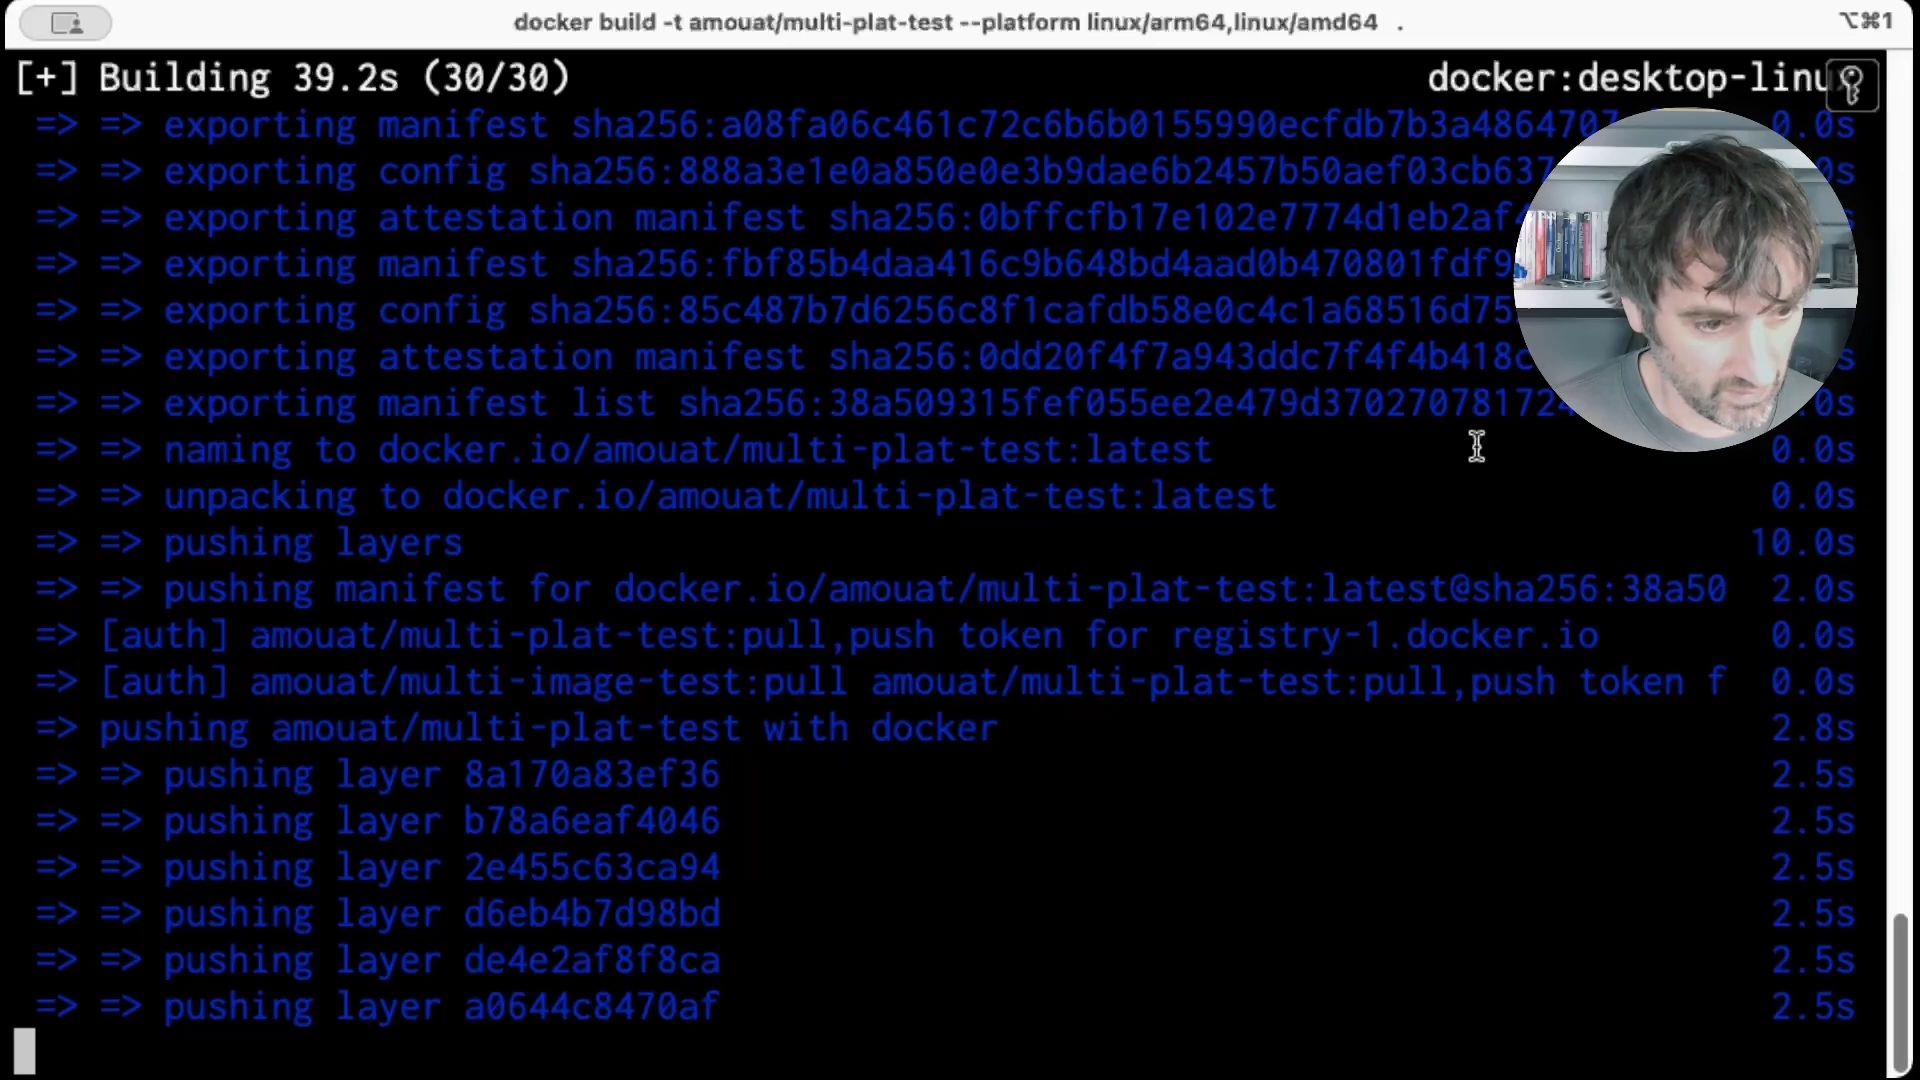 docker build -t amouat/multi-plat-test --platform linux/arm64,linux/amd64 . ⌥⌘1
[+] Building 39.2s (30/30) docker:desktop-linu
=> => exporting manifest sha256:a08fa06c461c72c6b6b0155990ecfdb7b3a4864707 0.0s
=> => exporting config sha256:888a3e1e0a850e0e3b9dae6b2457b50aef03cb637 0s
=> => exporting attestation manifest sha256:0bffcfb17e102e7774d1eb2af s
=> => exporting manifest sha256:fbf85b4daa416c9b648bd4aad0b470801fdf9
=> => exporting config sha256:85c487b7d6256c8f1cafdb58e0c4c1a68516d75
=> => exporting attestation manifest sha256:0dd20f4f7a943ddc7f4f4b418c s
=> => exporting manifest list sha256:38a509315fef055ee2e479d37027078172 .0s
=> => naming to docker.io/amouat/multi-plat-test:latest 0.0s
=> => unpacking to docker.io/amouat/multi-plat-test:latest 0.0s
=> => pushing layers 10.0s
=> => pushing manifest for docker.io/amouat/multi-plat-test:latest@sha256:38a50 2.0s
=> [auth] amouat/multi-plat-test:pull,push token for registry-1.docker.io 0.0s
=> [auth] amouat/multi-image-test:pull amouat/multi-plat-test:pull,push token f 0.0s
=> pushing amouat/multi-plat-test with docker 2.8s
=> => pushing layer 8a170a83ef36 2.5s
=> => pushing layer b78a6eaf4046 2.5s
=> => pushing layer 2e455c63ca94 2.5s
=> => pushing layer d6eb4b7d98bd 2.5s
=> => pushing layer de4e2af8f8ca 2.5s
=> => pushing layer a0644c8470af 2.5s